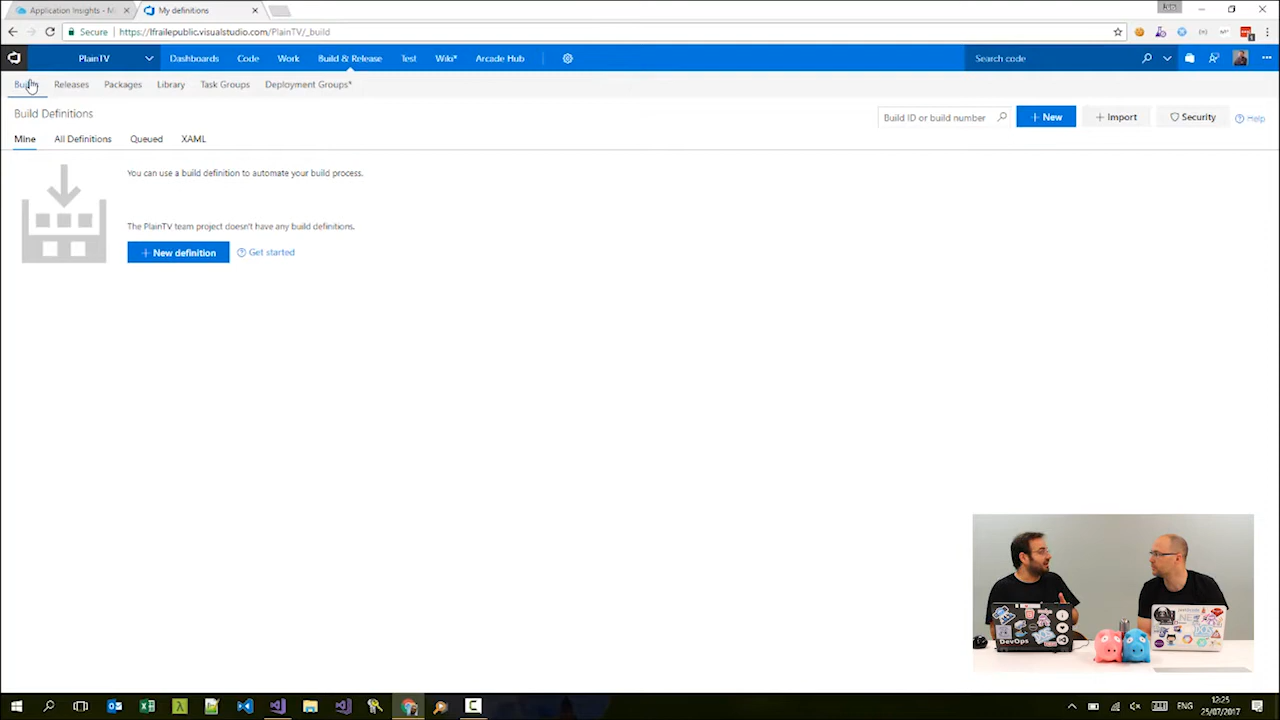 Application Insights - M
My definitions
Secure
https://lfrailepublic.visualstudio.com/PlainTV/_build
PlainTV
Dashboards
Code
Work
Build & Release
Test
Wiki*
Arcade Hub
Search code
Releases
Packages
Library
Task Groups
Deployment Groups*
Build Definitions
Build ID or build number
+ New
+ Import
Security
Help
Mine
All Definitions
Queued
XAML
You can use a build definition to automate your build process.
The PlainTV team project doesn't have any build definitions.
+ New definition
Get started
DevOps
ENG
12:25
25/07/2017